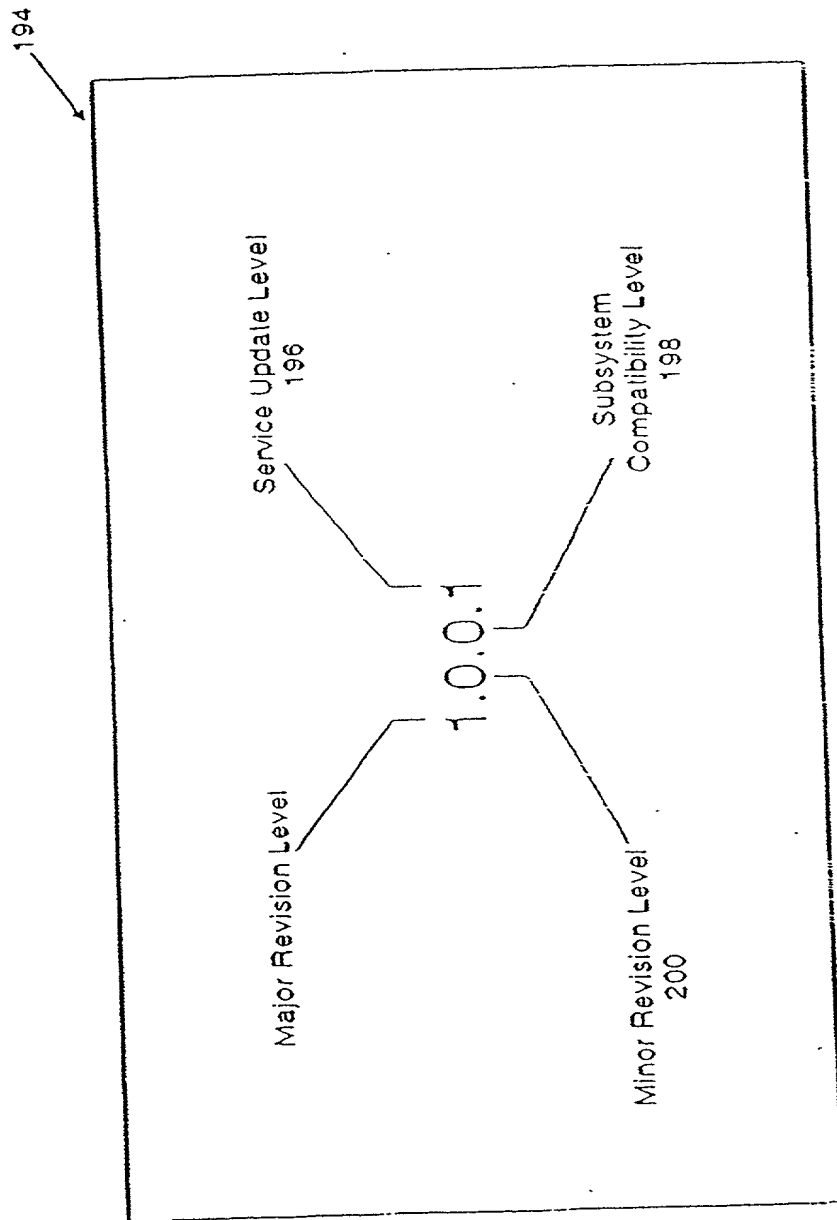 194
Major Revision Level
Service Update Level
196
1.0.0.1
Minor Revision Level
200
Subsystem
Compatibility Level
198